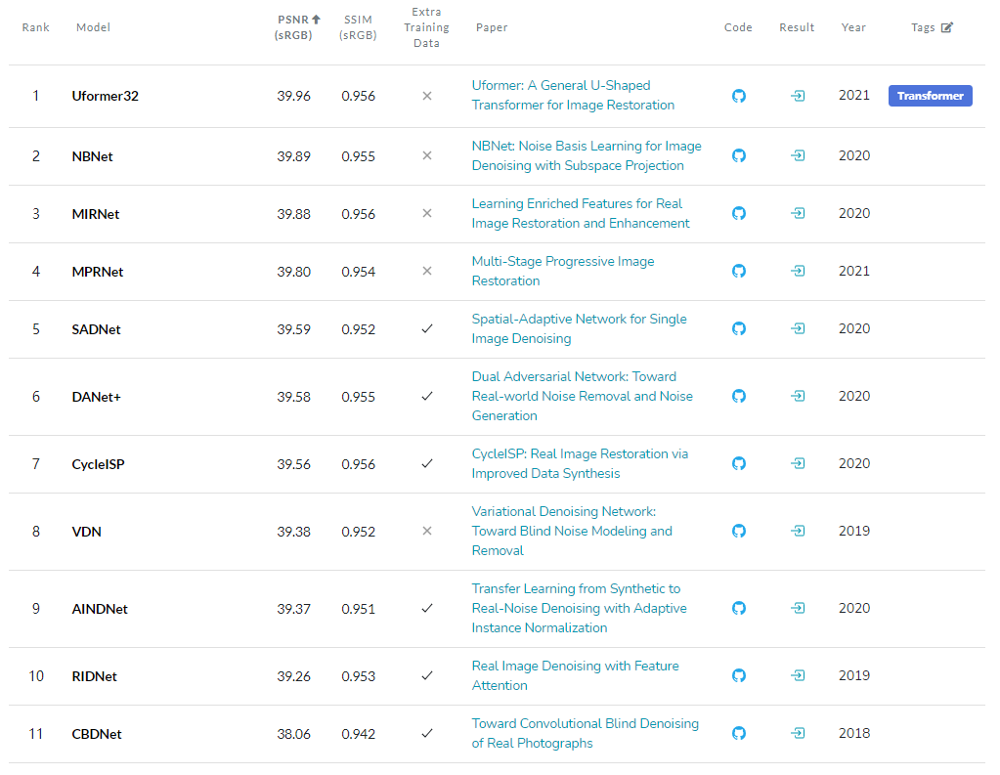 Rank Model PSNR (sRGB) SSIM (sRGB) Extra Training Data Paper Code Result Year Tags
1 Uformer32 39.96 0.956 Uformer: A General U-Shaped 2021 Transformer
Transformer for Image Restoration
2 NBNet 39.89 0.955 NBNet: Noise Basis Learning for Image 2020
Denoising with Subspace Projection
3 MIRNet 39.88 0.956 Learning Enriched Features for Real 2020
Image Restoration and Enhancement
4 MPRNet 39.80 0.954 Multi-Stage Progressive Image 2021
Restoration
5 SADNet 39.59 0.952 Spatial-Adaptive Network for Single 2020
Image Denoising
6 DANet+ 39.58 0.955 Dual Adversarial Network: Toward 2020
Real-world Noise Removal and Noise
Generation
7 CycleISP 39.56 0.956 CycleISP: Real Image Restoration via 2020
Improved Data Synthesis
8 VDN 39.38 0.952 Variational Denoising Network: 2019
Toward Blind Noise Modeling and
Removal
9 AINDNet 39.37 0.951 Transfer Learning from Synthetic to 2020
Real-Noise Denoising with Adaptive
Instance Normalization
10 RIDNet 39.26 0.953 Real Image Denoising with Feature 2019
Attention
11 CBDNet 38.06 0.942 Toward Convolutional Blind Denoising 2018
of Real Photographs